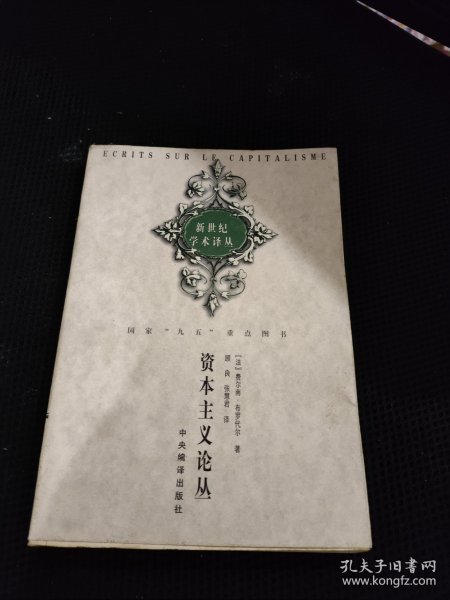 ECRITS SUR LE CAPITALISME
新世纪
学术译丛
国家“九五”重点图书
[法]费尔南·布罗代尔 著
顾良 张慧君 译
资本主义论丛
中央编译出版社
孔夫子旧书网
www.kongfz.com